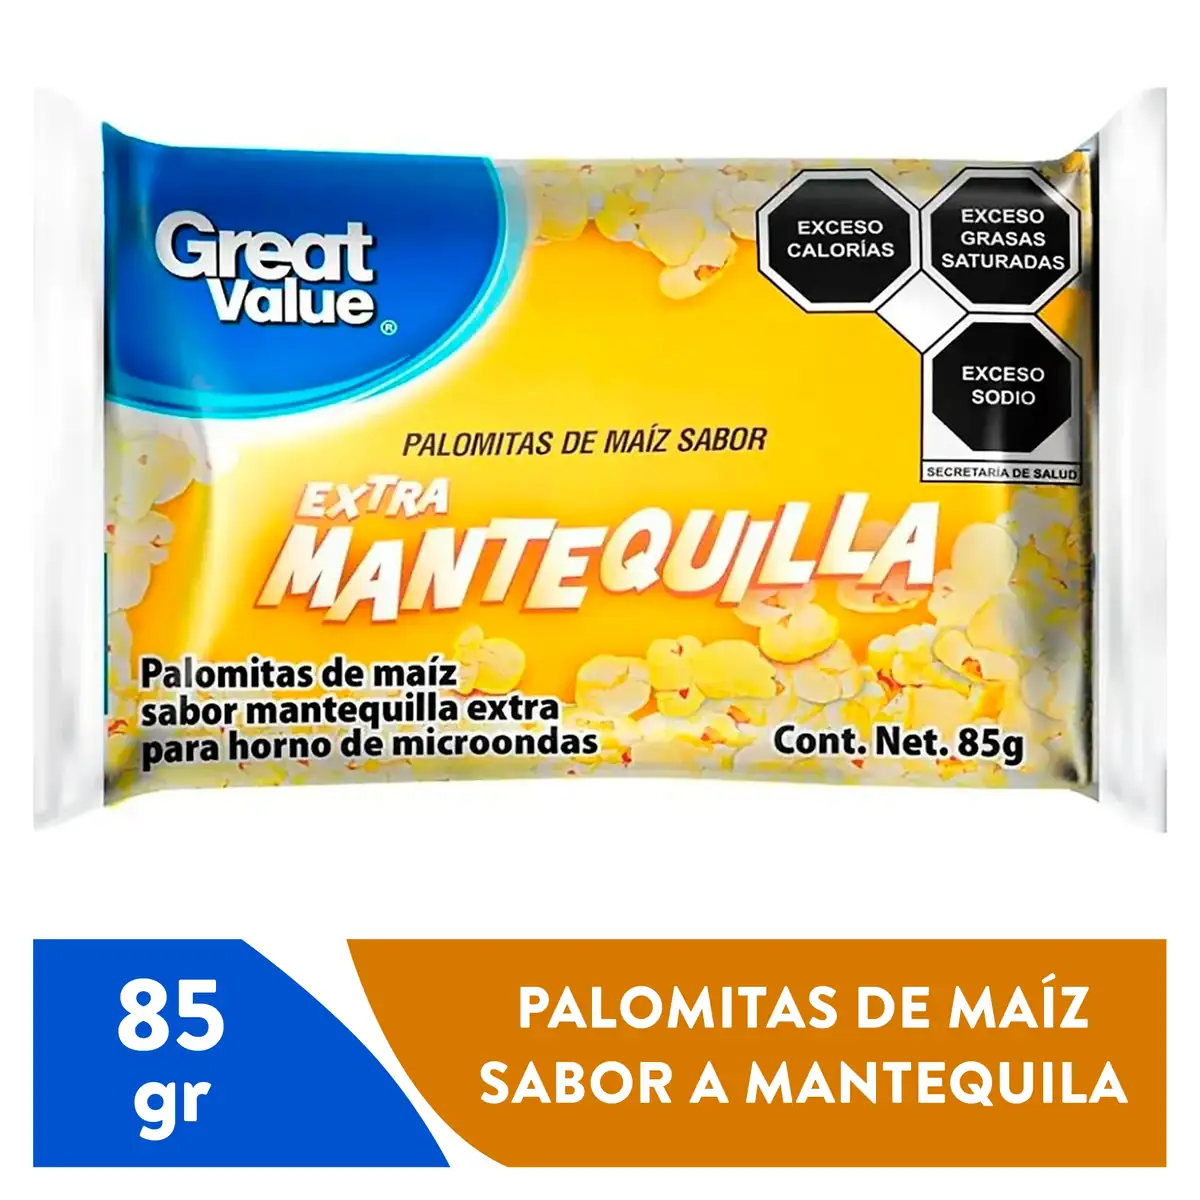 Great
Value®
EXCESO
CALORÍAS
EXCESO
GRASAS
SATURADAS
EXCESO
SODIO
SECRETARÍA DE SALUD
PALOMITAS DE MAÍZ SABOR
EXTRA
MANTEQUILLA
Palomitas de maíz
sabor mantequilla extra
para horno de microondas
Cont. Net. 85g
85
gr
PALOMITAS DE MAÍZ
SABOR A MANTEQUILA